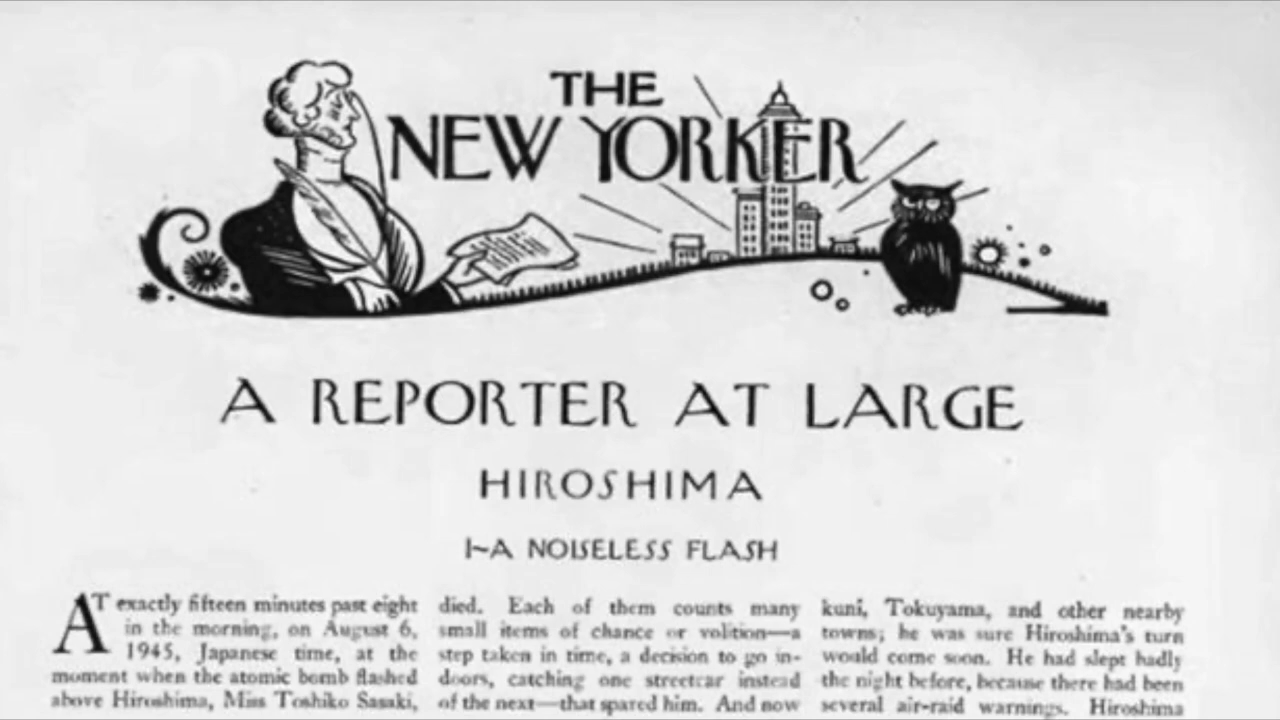 THE
NEW YORKER
A REPORTER AT LARGE
HIROSHIMA
I~A NOISELESS FLASH
AT exactly fifteen minutes past eight
in the morning, on August 6,
1945, Japanese time, at the
moment when the atomic bomb flashed
above Hiroshima, Miss Toshiko Sasaki,
died. Each of them counts many
small items of chance or volition—a
step taken in time, a decision to go in-
doors, catching one streetcar instead
of the next—that spared him. And now
kuni, Tokuyama, and other nearby
towns; he was sure Hiroshima's turn
would come soon. He had slept badly
the night before, because there had been
several air-raid warnings. Hiroshima